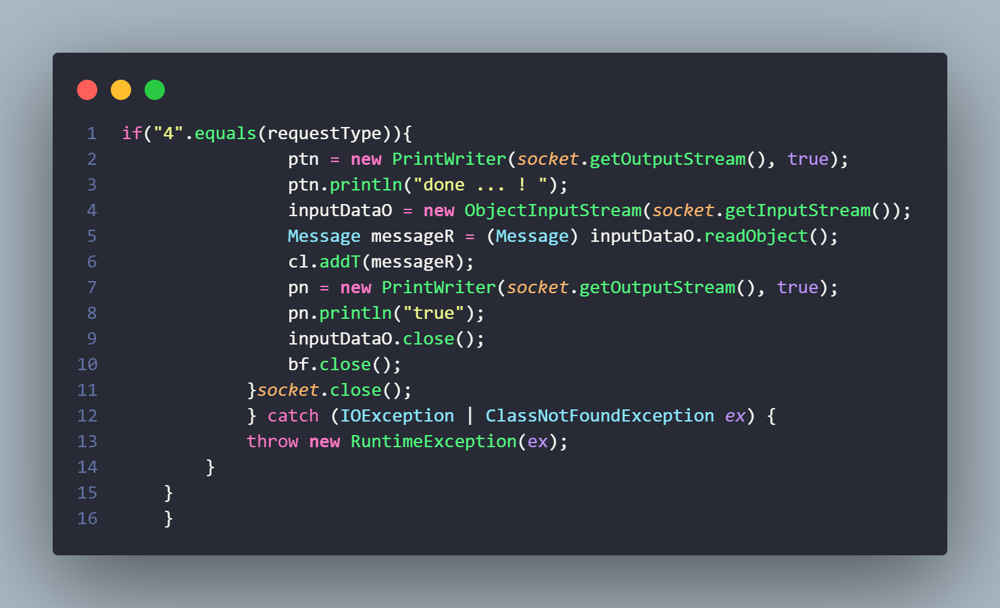 1 if("4".equals(requestType)){
2 ptn = new PrintWriter(socket.getOutputStream(), true);
3 ptn.println("done ... ! ");
4 inputDataO = new ObjectInputStream(socket.getInputStream());
5 Message messageR = (Message) inputDataO.readObject();
6 cl.addT(messageR);
7 pn = new PrintWriter(socket.getOutputStream(), true);
8 pn.println("true");
9 inputDataO.close();
10 bf.close();
11 }socket.close();
12 } catch (IOException | ClassNotFoundException ex) {
13 throw new RuntimeException(ex);
14 }
15 }
16 }